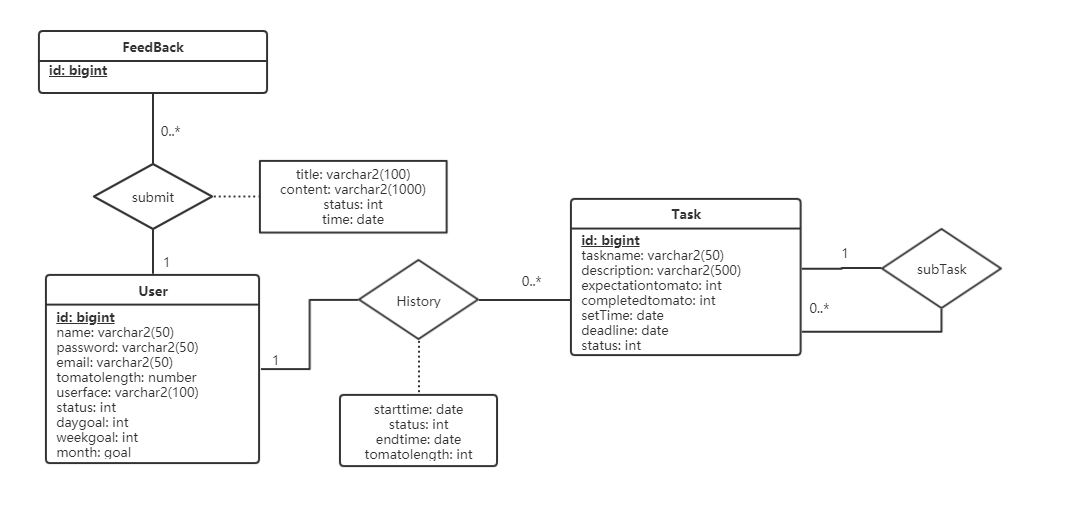 FeedBack
id: bigint
0..*
submit
title: varchar2(100)
content: varchar2(1000)
status: int
time: date
1
User
id: bigint
name: varchar2(50)
password: varchar2(50)
email: varchar2(50)
tomatolength: number
userface: varchar2(100)
status: int
daygoal: int
weekgoal: int
month: goal
1
History
0..*
starttime: date
status: int
endtime: date
tomatolength: int
Task
id: bigint
taskname: varchar2(50)
description: varchar2(500)
expectationtomato: int
completedtomato: int
setTime: date
deadline: date
status: int
1
subTask
0..*